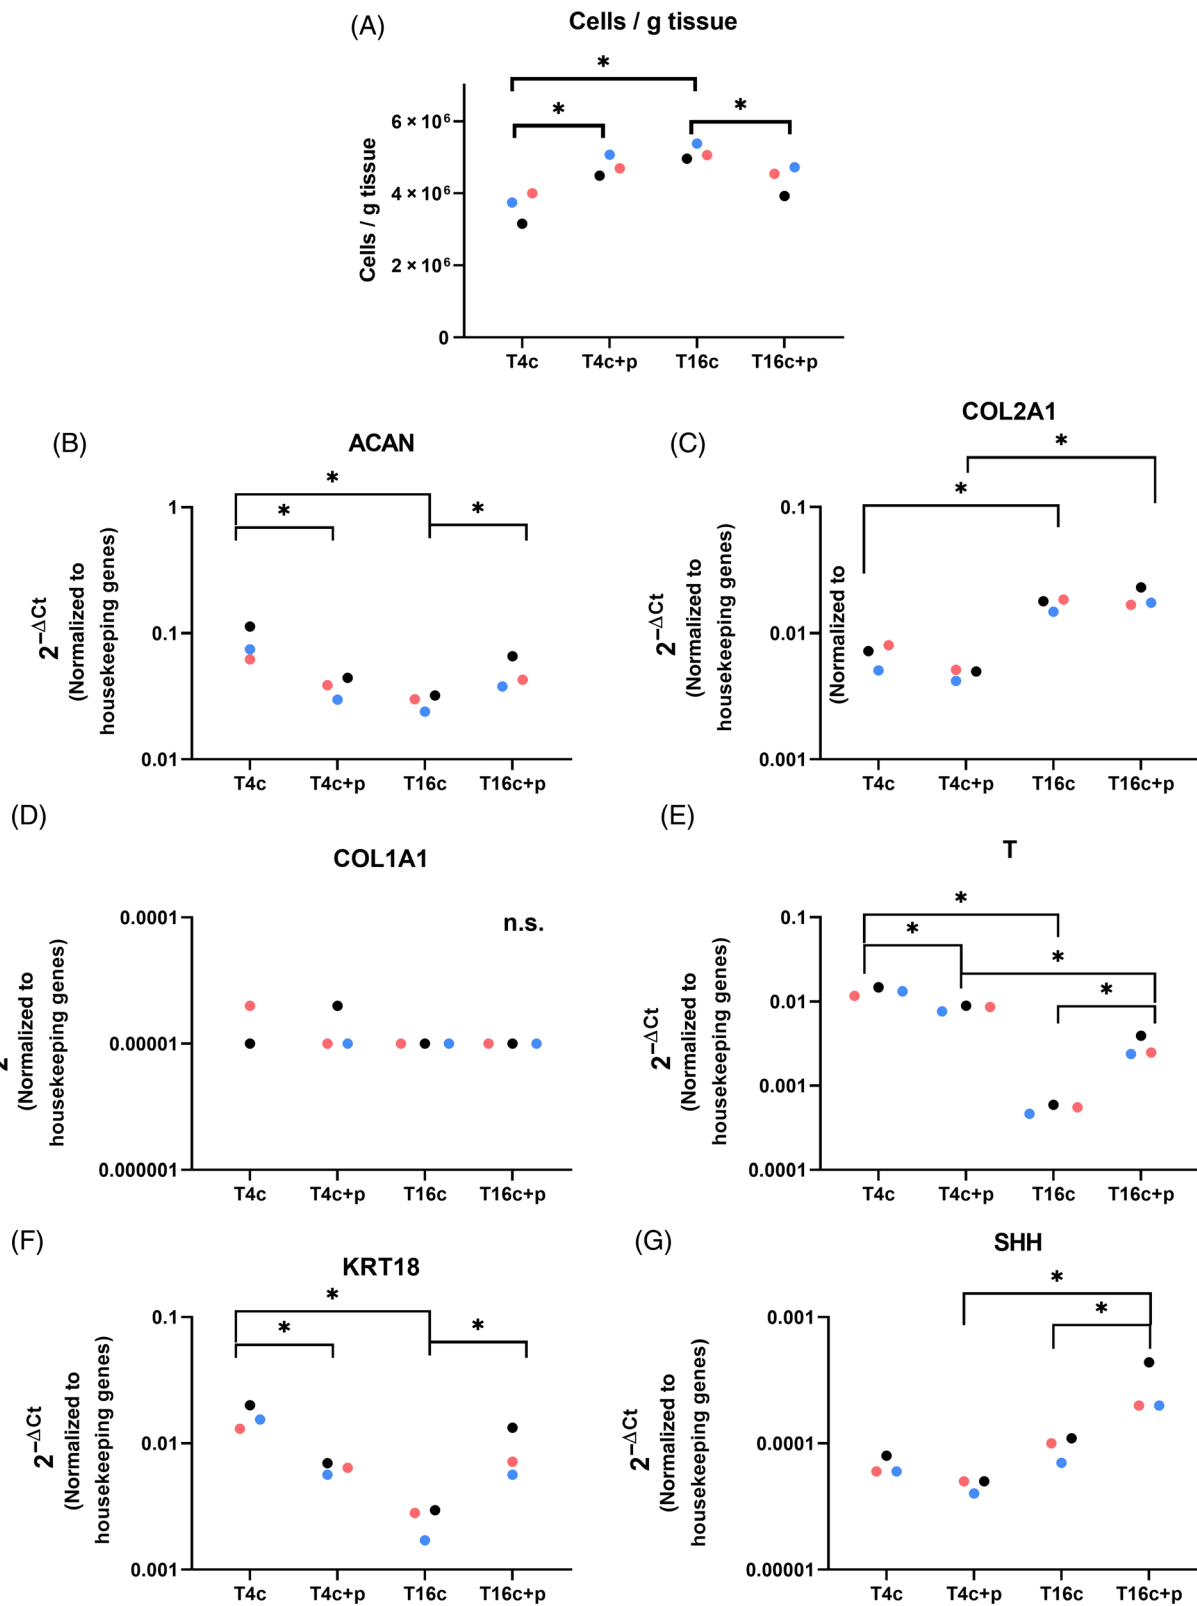 (A)
Cells / g tissue
*
*
*
Cells / g tissue
6 × 10⁶
4 × 10⁶
2 × 10⁶
0
T4c T4c+p T16c T16c+p
(B)
ACAN
*
*
*
2^−ΔCt
(Normalized to
housekeeping genes)
1
0.1
0.01
T4c T4c+p T16c T16c+p
(C)
COL2A1
*
*
2^−ΔCt
(Normalized to
housekeeping genes)
(Normalized to
0.1
0.01
0.001
T4c T4c+p T16c T16c+p
(D)
COL1A1
n.s.
(Normalized to
housekeeping genes)
0.0001
0.00001
0.000001
T4c T4c+p T16c T16c+p
(E)
T
*
*
*
*
2^−ΔCt
(Normalized to
housekeeping genes)
0.1
0.01
0.001
0.0001
T4c T4c+p T16c T16c+p
(F)
KRT18
*
*
*
2^−ΔCt
(Normalized to
housekeeping genes)
0.1
0.01
0.001
T4c T4c+p T16c T16c+p
(G)
SHH
*
*
2^−ΔCt
(Normalized to
housekeeping genes)
0.001
0.0001
0.00001
T4c T4c+p T16c T16c+p